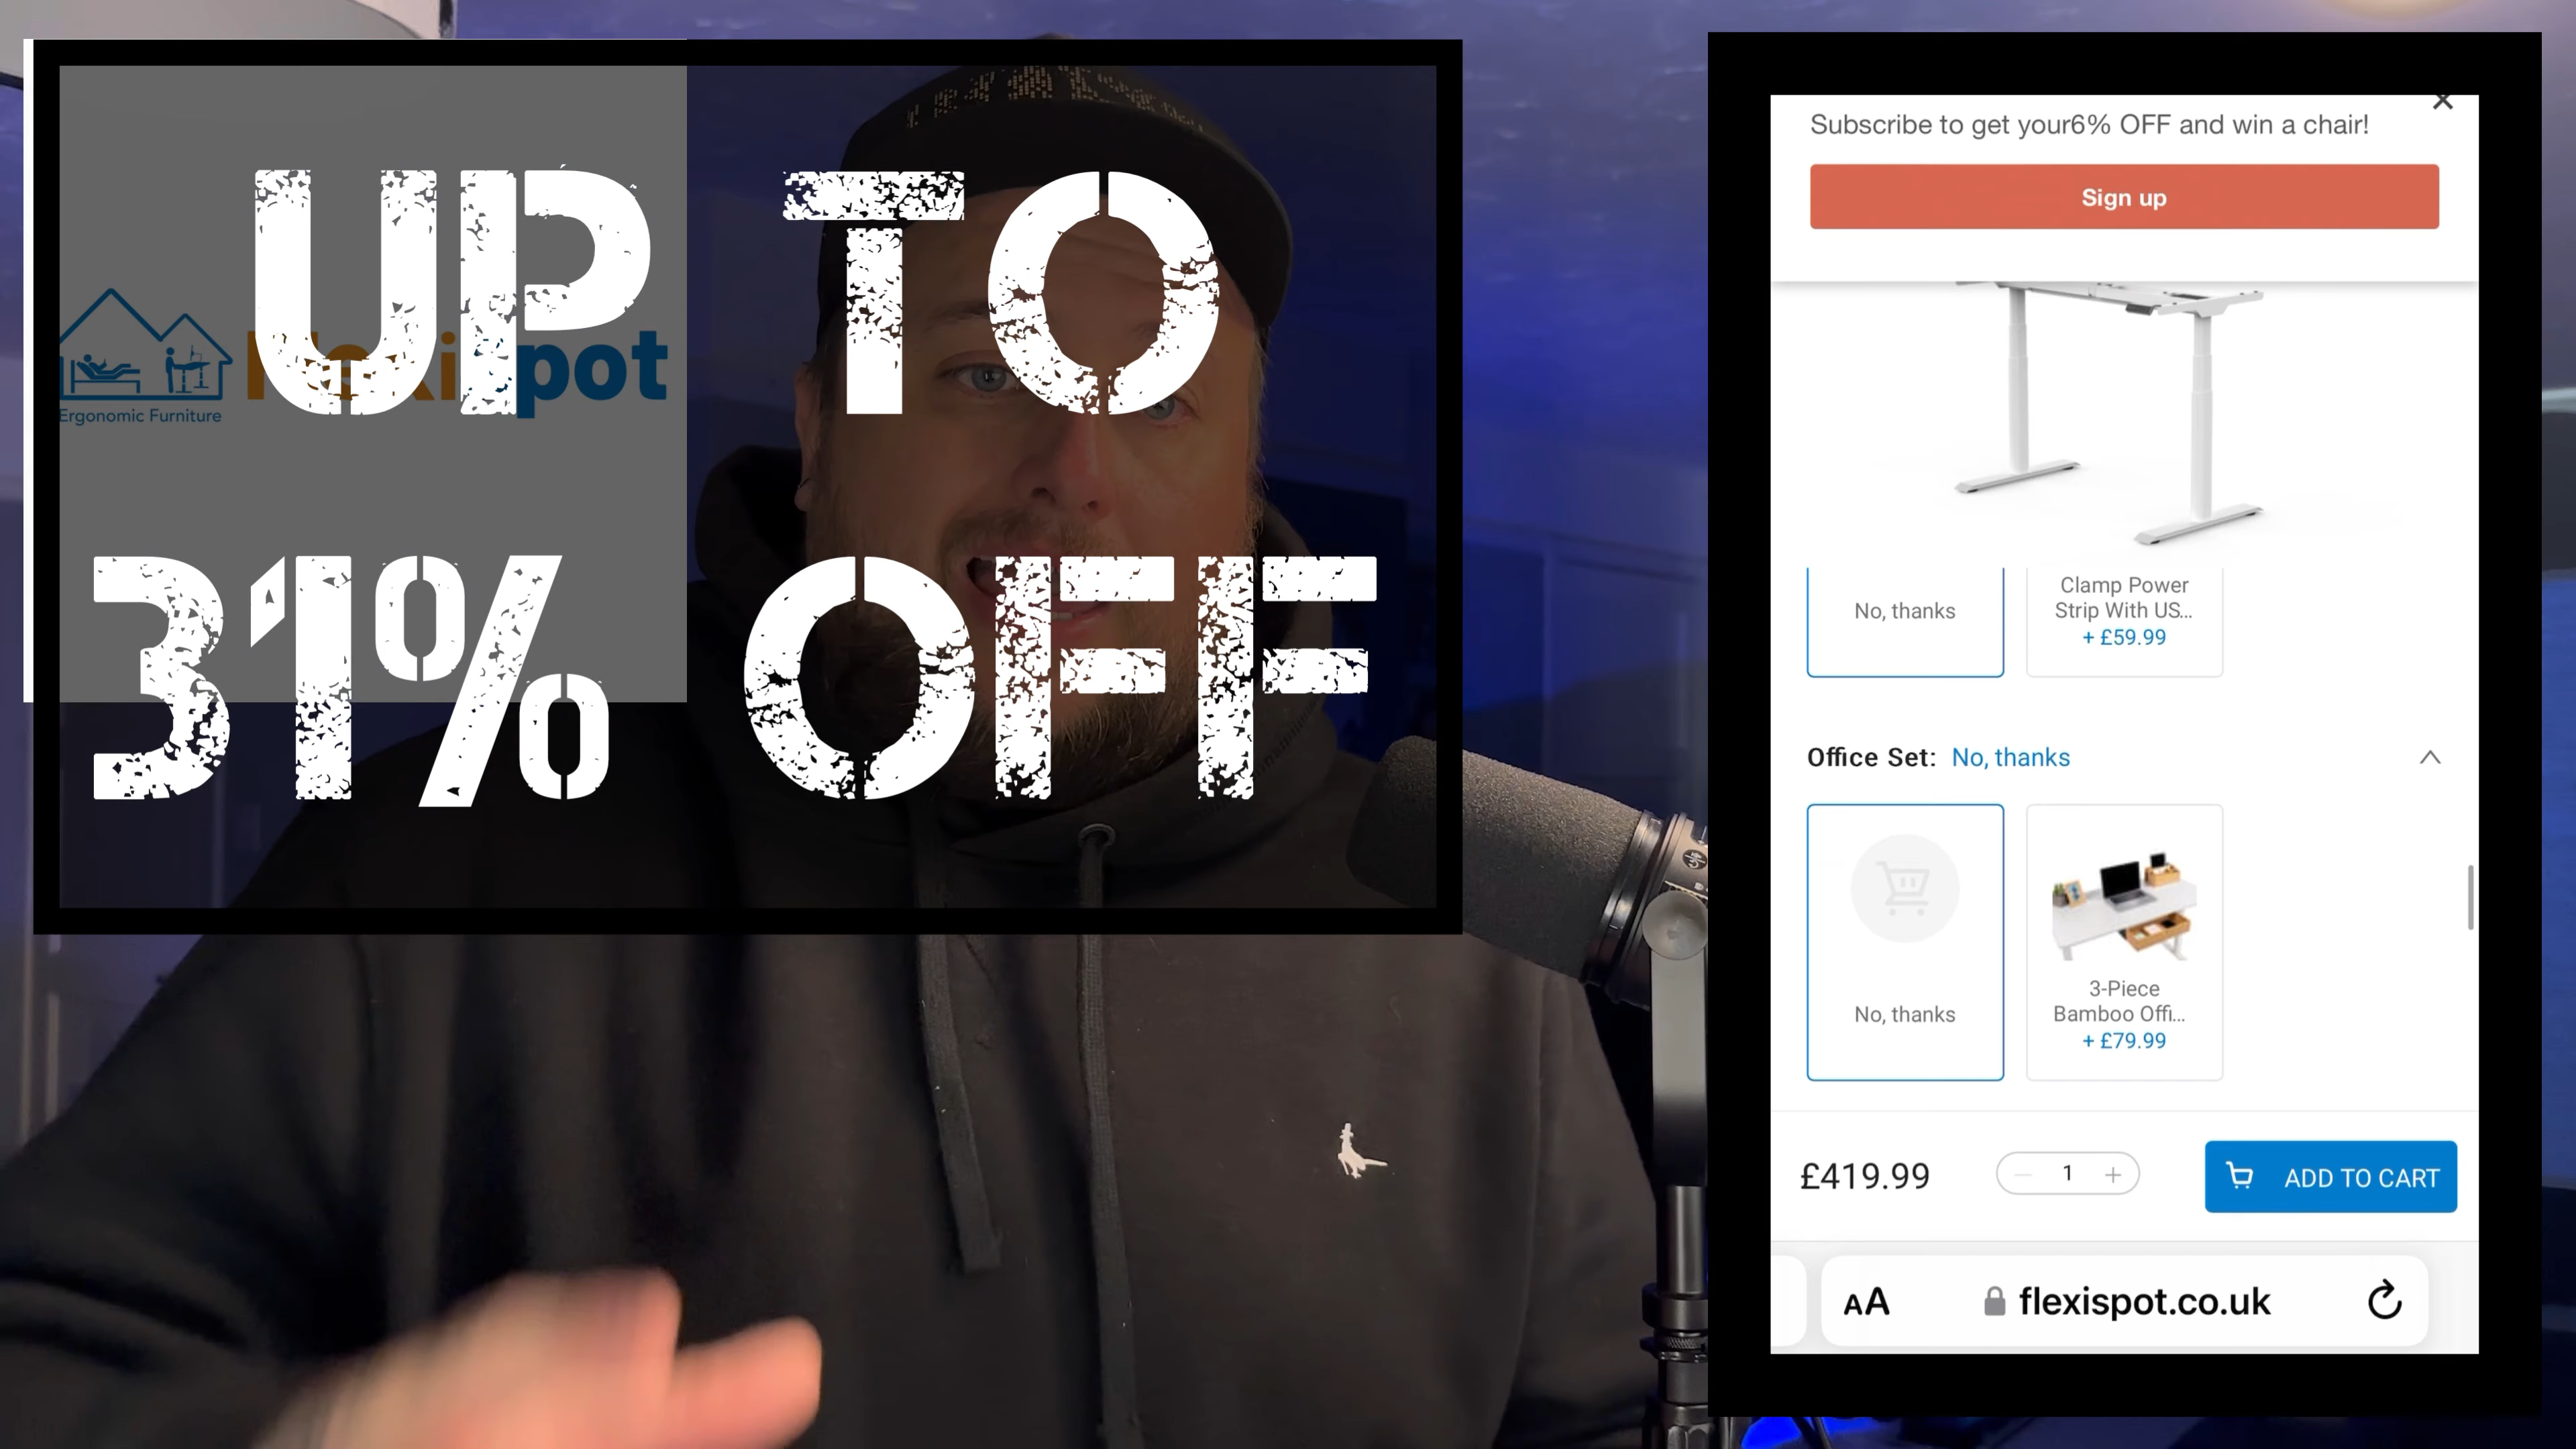 UP TO
31% OFF
Flexispot
Ergonomic Furniture
Subscribe to get your6% OFF and win a chair!
Sign up
No, thanks
Clamp Power
Strip With US...
+ £59.99
Office Set: No, thanks
No, thanks
3-Piece
Bamboo Offi...
+ £79.99
£419.99
1
ADD TO CART
AA
flexispot.co.uk